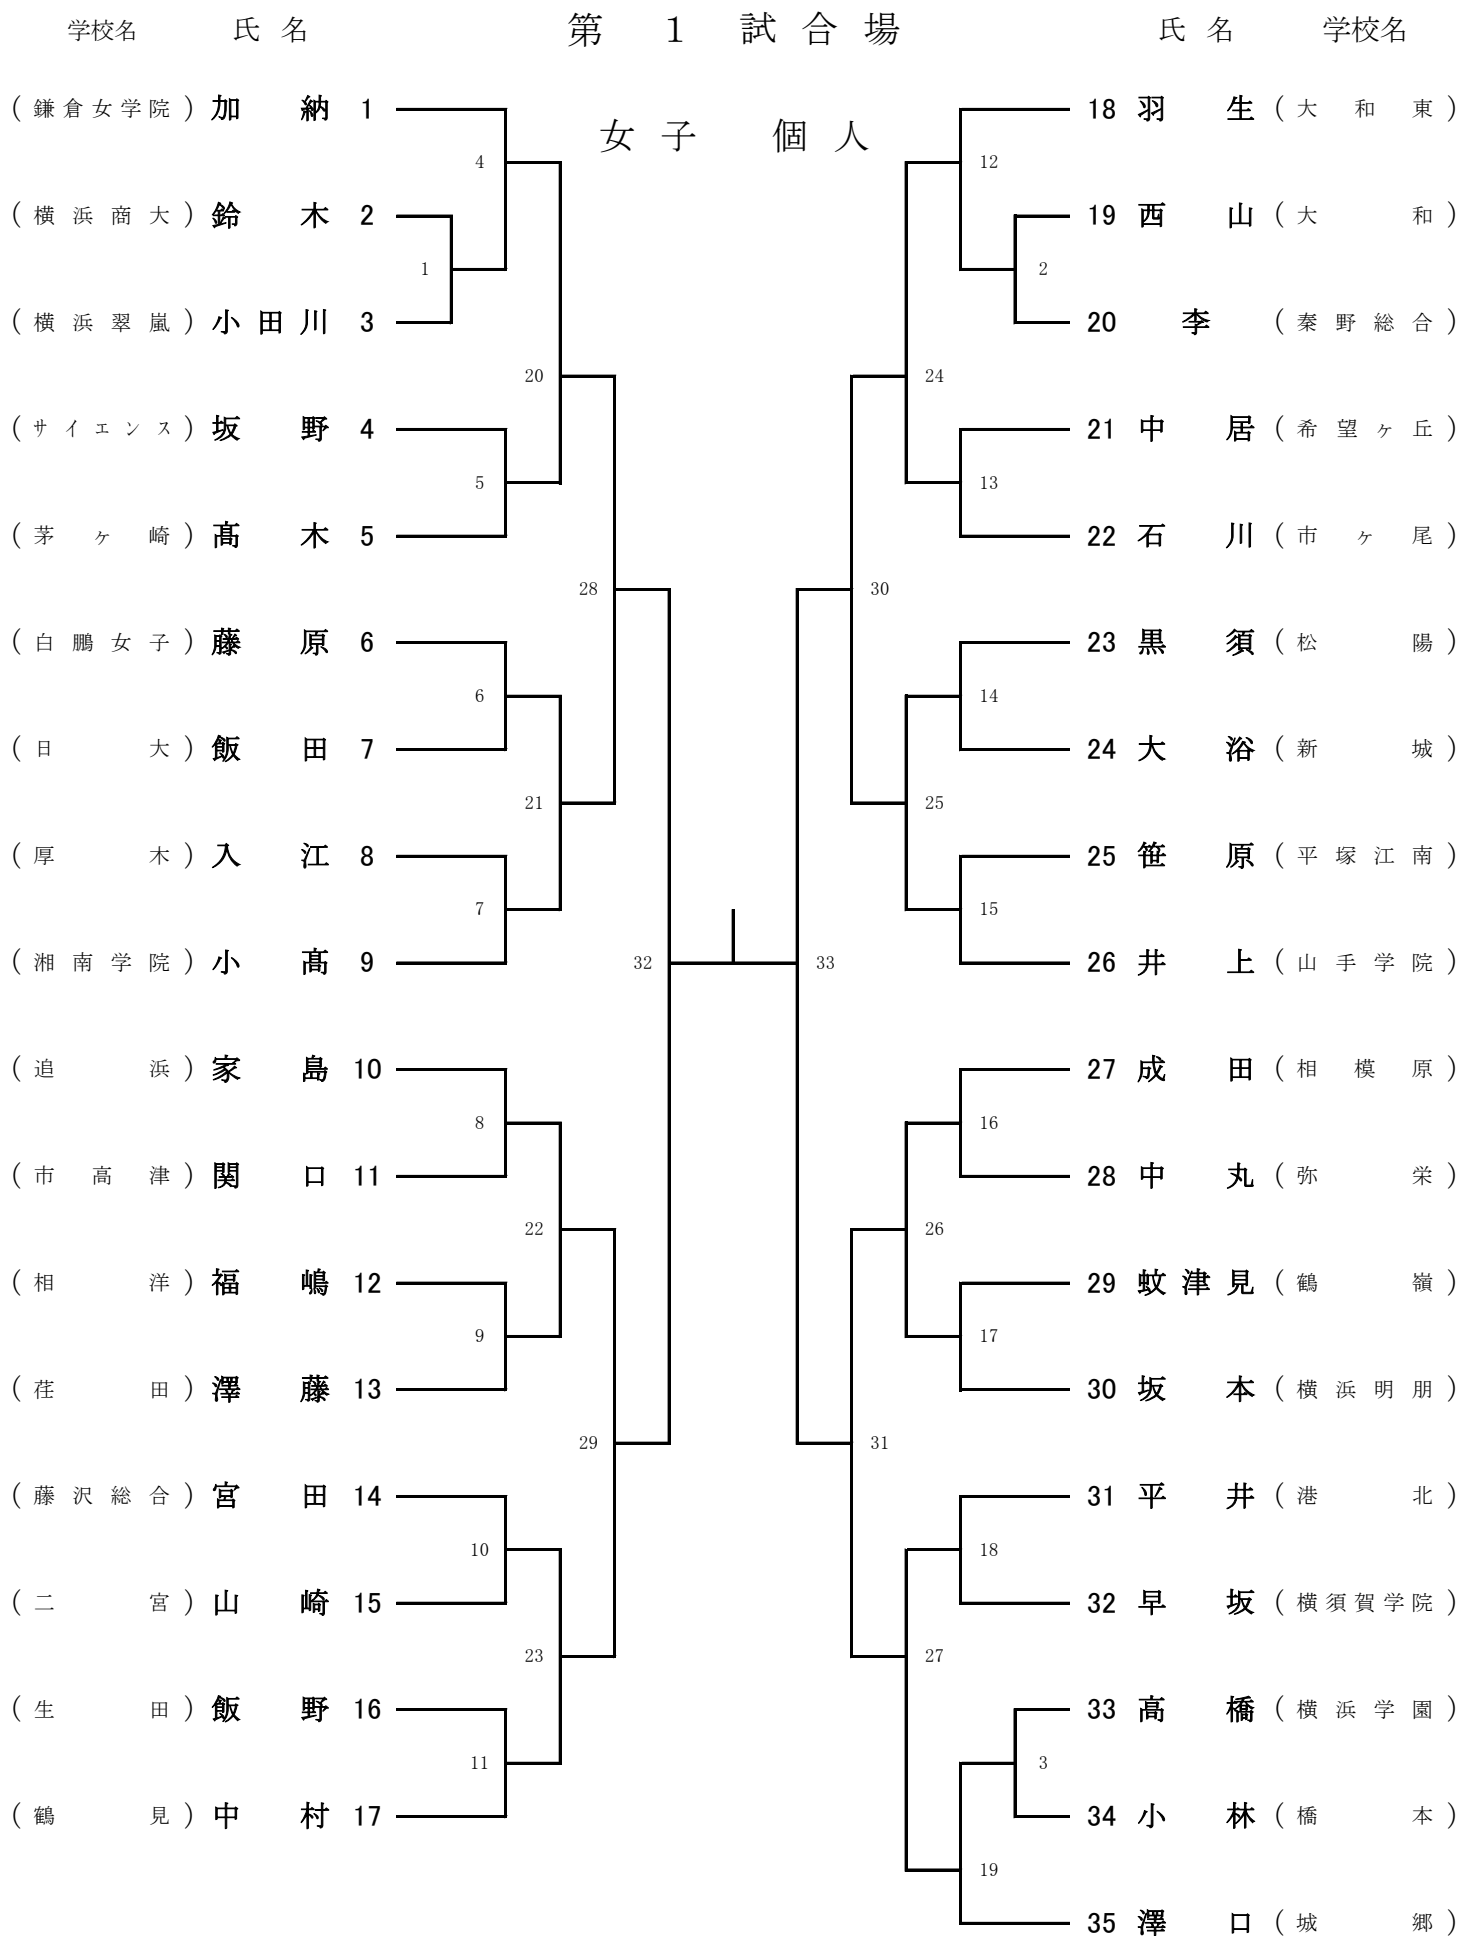 学校名 氏名 第 1 試合場 氏名 学校名
(鎌倉女学院) 加納 1 18 羽生 (大和東)
女子 個人
4 12
(横浜商大) 鈴木 2 19 西山 (大和)
1 2
(横浜翠嵐) 小田川 3 20 李 (秦野総合)
20 24
(サイエンス) 坂野 4 21 中居 (希望ヶ丘)
5 13
(茅ヶ崎)髙木 5 22 石川 (市ヶ尾)
28 30
(白鵬女子) 藤原 6 23 黒須 (松陽)
6 14
(日大) 飯田 7 24 大浴 (新城)
21 25
(厚木)入江 8 25 笹原 (平塚江南)
7 15
(湘南学院) 小髙 9 32 33 26 井上 (山手学院)
(追浜) 家島 10 27 成田 (相模原)
8 16
(市高津) 関口 11 28 中丸 (弥栄)
22 26
(相洋) 福嶋 12 29 蚊津見 (鶴嶺)
9 17
(荏田) 澤藤 13 30 坂本 (横浜明朋)
29 31
(藤沢総合) 宮田 14 31 平井 (港北)
10 18
(二宮) 山崎 15 32 早坂 (横須賀学院)
23 27
(生田) 飯野 16 33 高橋 (横浜学園)
11 3
(鶴見) 中村 17 34 小林 (橋本)
19
35 澤口 (城郷)